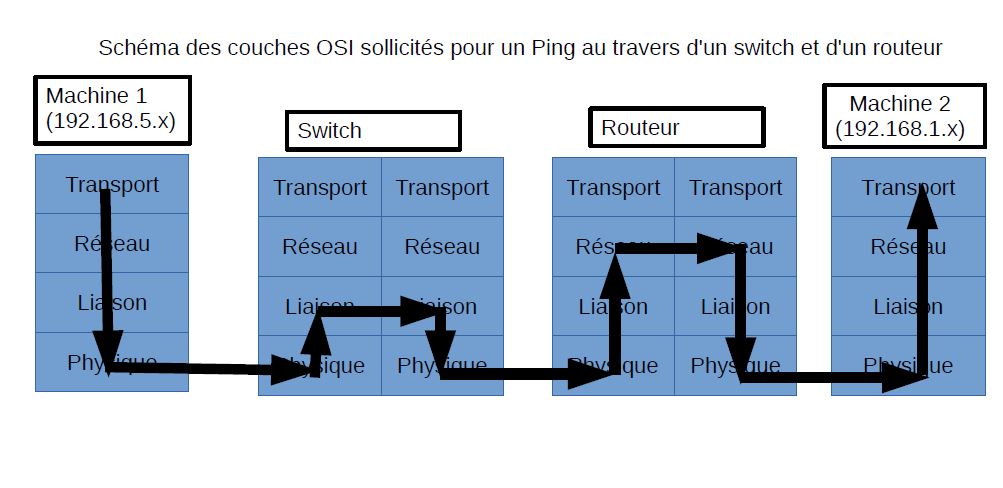 Schéma des couches OSI sollicités pour un Ping au travers d'un switch et d'un routeur
Machine 1
(192.168.5.x)
Switch
Routeur
Machine 2
(192.168.1.x)
Transport
Réseau
Liaison
Physique
Transport Transport
Réseau Réseau
Liaison Liaison
Physique Physique
Transport Transport
Réseau Réseau
Liaison Liaison
Physique Physique
Transport
Réseau
Liaison
Physique